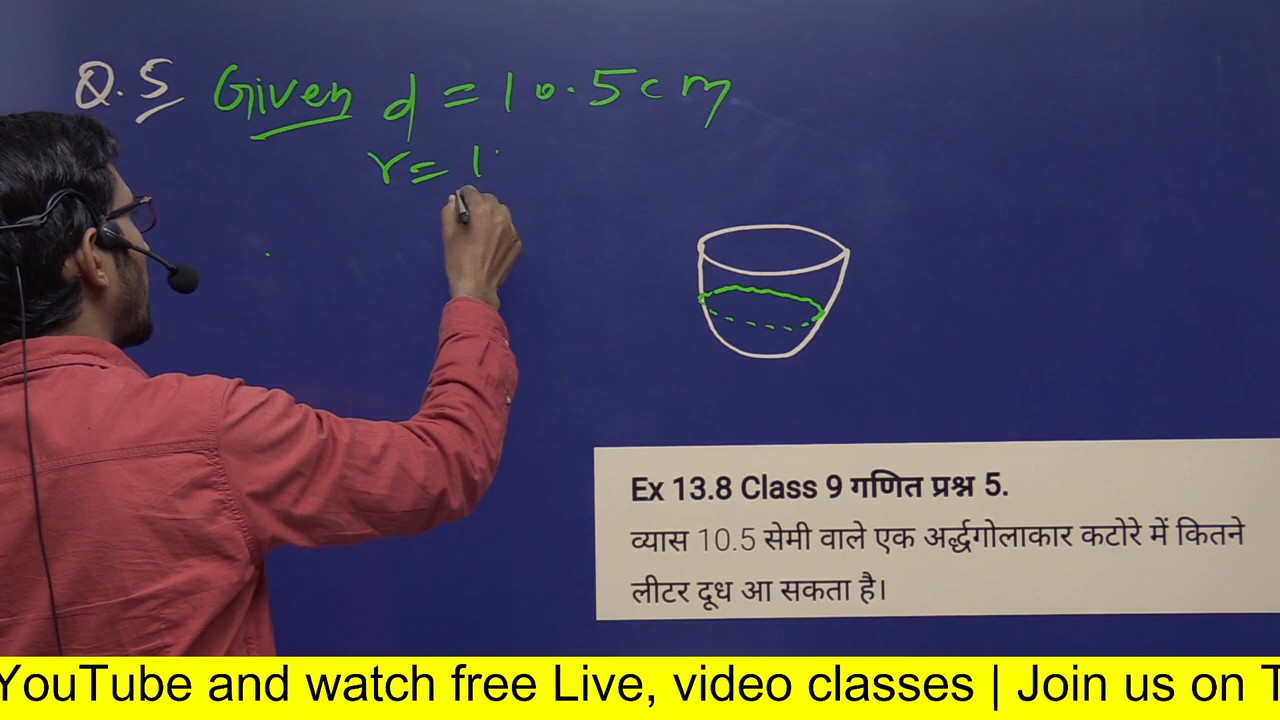 Q.5 Given d = 10.5 cm
r = 1
Ex 13.8 Class 9 गणित प्रश्न 5.
व्यास 10.5 सेमी वाले एक अर्द्धगोलाकार कटोरे में कितने
लीटर दूध आ सकता है।
YouTube and watch free Live, video classes | Join us on T